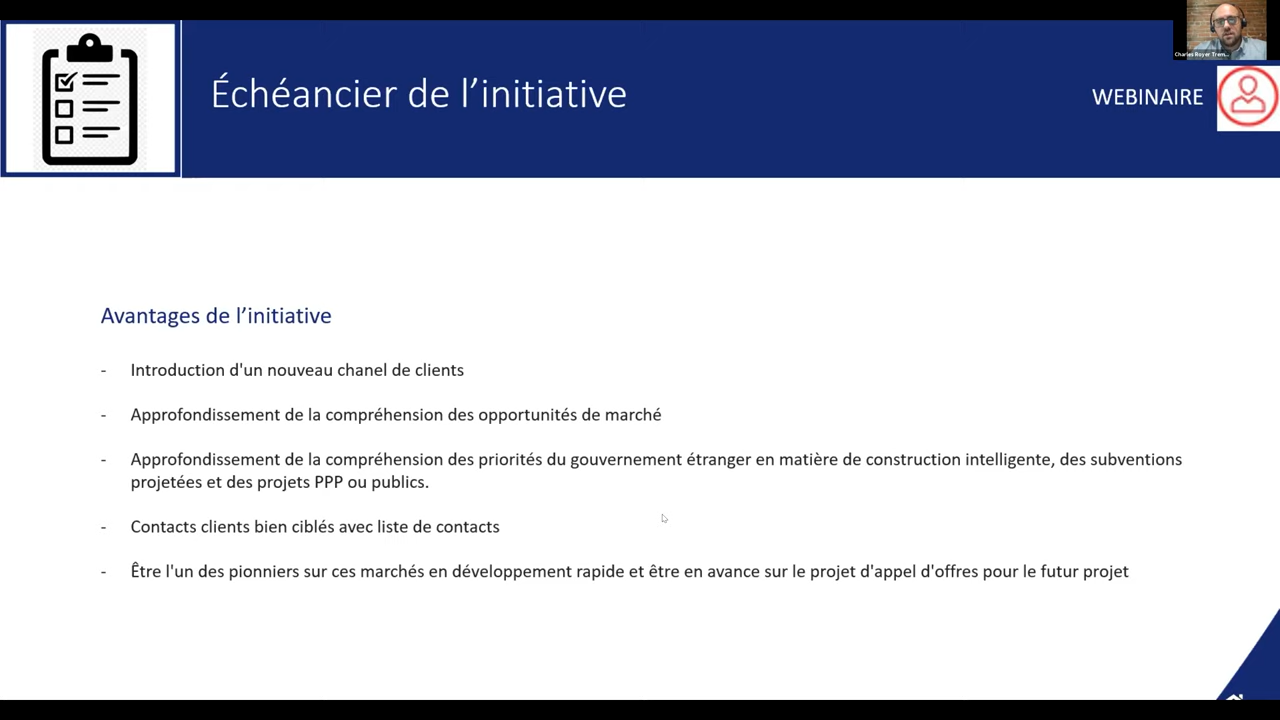 Échéancier de l’initiative
WEBINAIRE
Charles Royer Trem...
Avantages de l’initiative
- Introduction d'un nouveau chanel de clients
- Approfondissement de la compréhension des opportunités de marché
- Approfondissement de la compréhension des priorités du gouvernement étranger en matière de construction intelligente, des subventions
projetées et des projets PPP ou publics.
- Contacts clients bien ciblés avec liste de contacts
- Être l'un des pionniers sur ces marchés en développement rapide et être en avance sur le projet d'appel d'offres pour le futur projet